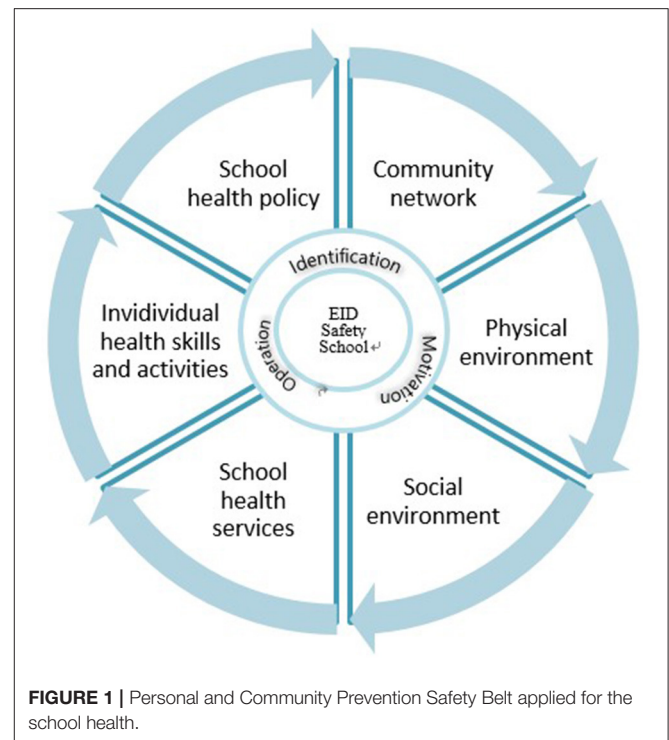 School
health policy
Community
network
Identification
EID
Safety
School↵
Motivation
Operation
↵
Invidividual
health skills
and activities
Physical
environment
School
health
services
Social
environment
FIGURE 1 | Personal and Community Prevention Safety Belt applied for the
school health.